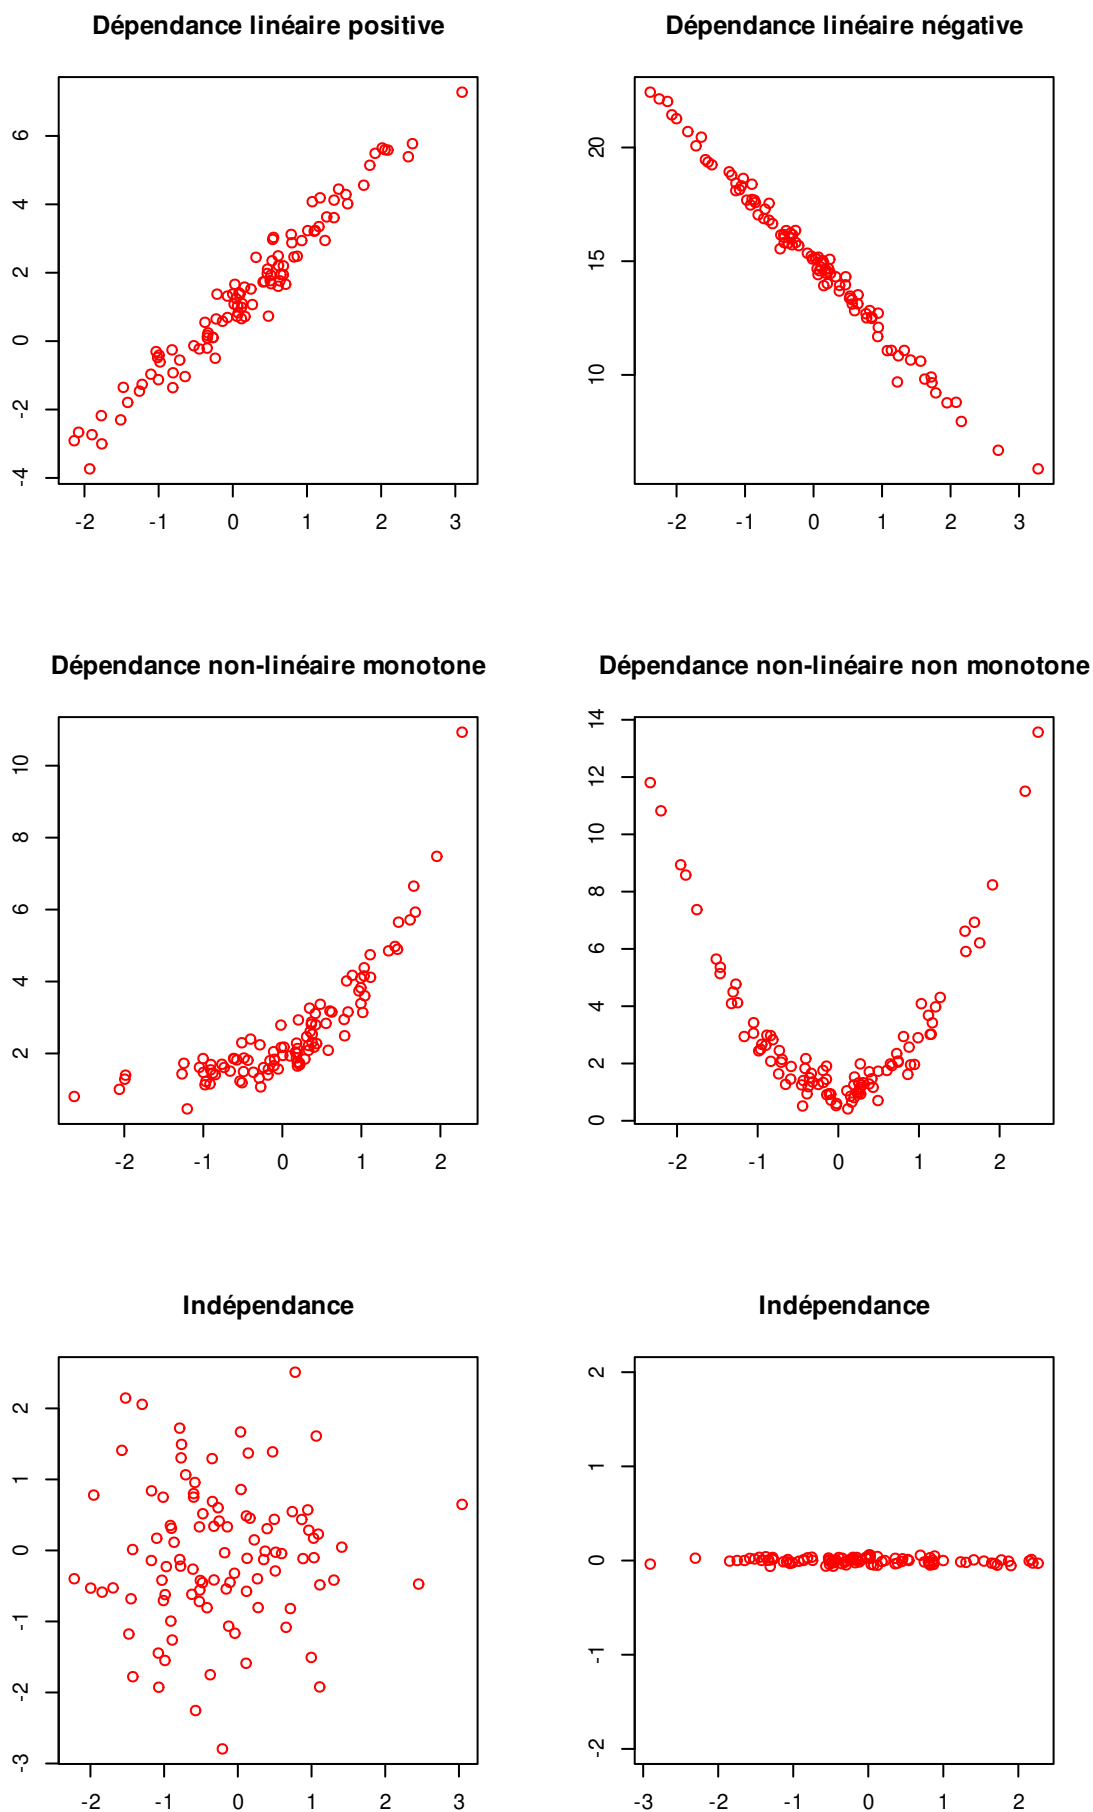 Dépendance linéaire positive
6
4
2
0
-2
-4
-2 -1 0 1 2 3
Dépendance linéaire négative
20
15
10
-2 -1 0 1 2 3
Dépendance non-linéaire monotone
10
8
6
4
2
-2 -1 0 1 2
Dépendance non-linéaire non monotone
14
12
10
8
6
4
2
0
-2 -1 0 1 2
Indépendance
2
1
0
-1
-2
-3
-2 -1 0 1 2 3
Indépendance
2
1
0
-1
-2
-3 -2 -1 0 1 2